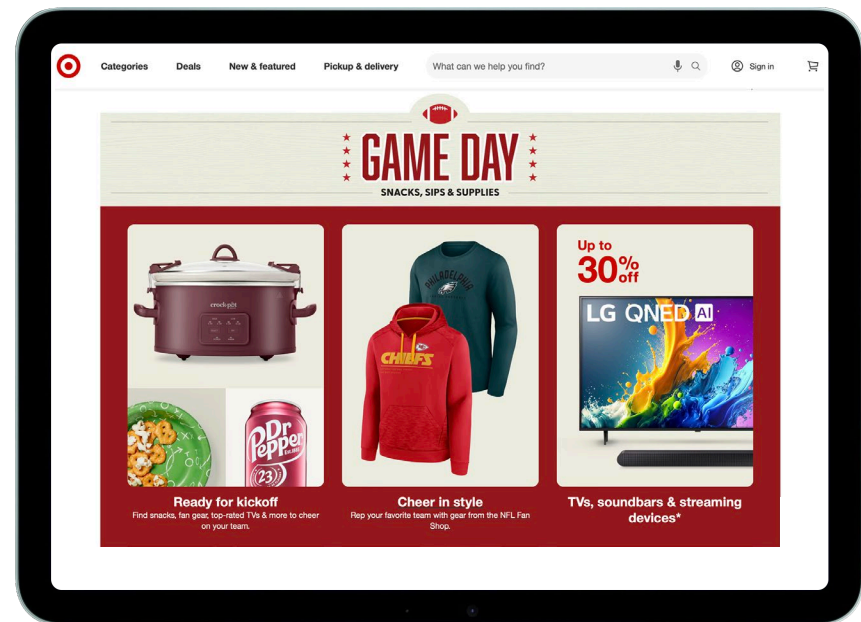 Categories Deals New & featured Pickup & delivery What can we help you find? Sign in
GAME DAY
SNACKS, SIPS & SUPPLIES
crockpot
PHILADELPHIA
CHIEFS
Dr
Pepper
23
Up to
30% off
LG QNED AI
Ready for kickoff
Find snacks, fan gear, top-rated TVs & more to cheer
on your team.
Cheer in style
Rep your favorite team with gear from the NFL Fan
Shop.
TVs, soundbars & streaming
devices*